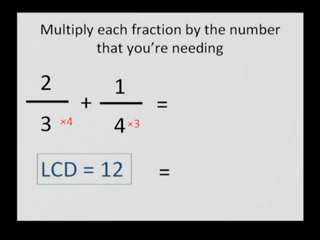 Multiply each fraction by the number
that you're needing
2/3 ×4 + 1/4 ×3 =
LCD = 12 =